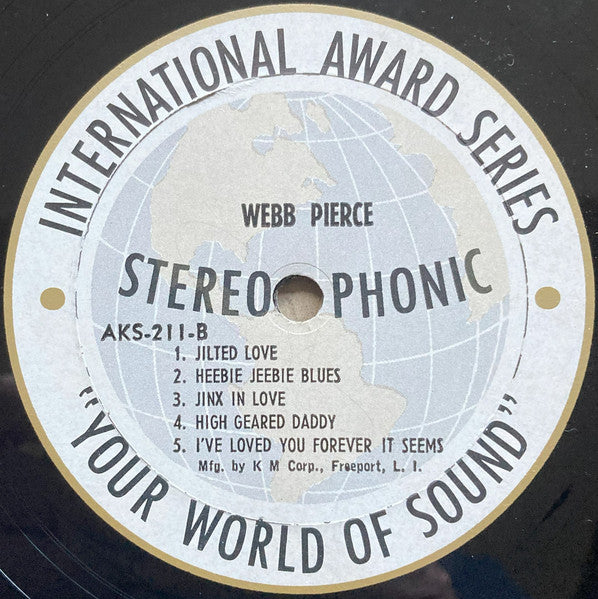 INTERNATIONAL AWARD SERIES
WEBB PIERCE
STEREO PHONIC
AKS-211-B
1. JILTED LOVE
2. HEEBIE JEEBIE BLUES
3. JINX IN LOVE
4. HIGH GEARED DADDY
5. I'VE LOVED YOU FOREVER IT SEEMS
Mfg. by K M Corp., Freeport, L. I.
"YOUR WORLD OF SOUND"